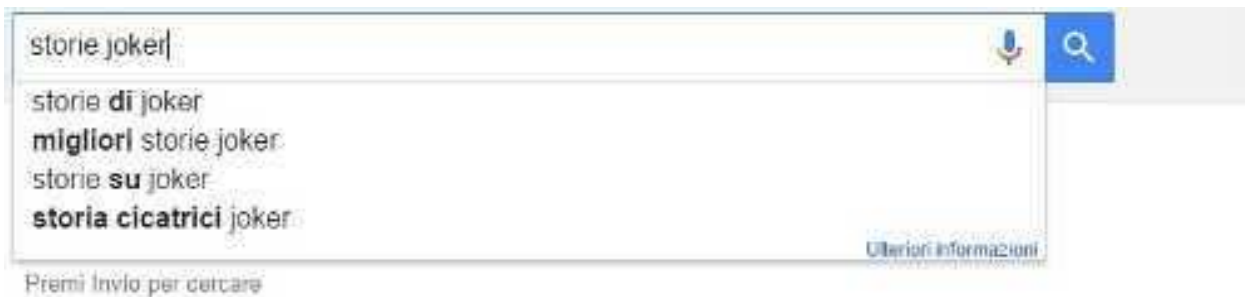 storie joker
storie di joker
migliori storie joker
storie su joker
storia cicatrici joker
Ulteriori informazioni
Premi Invio per cercare